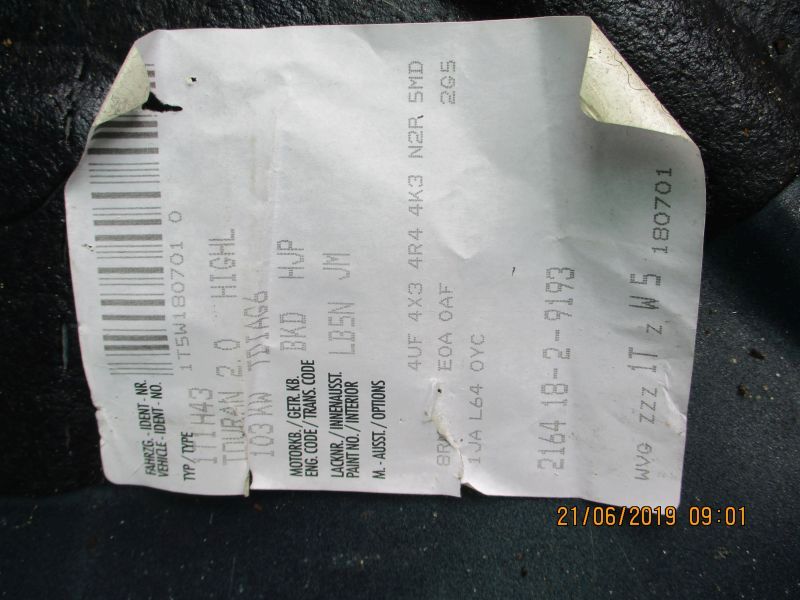 FAHRZG. - IDENT - NR.
VEHICLE - IDENT - NO.
1T5W180701 0
TYP / TYPE
1T1H43
TOURAN 2.0 HIGHL
103 KW TDIAG6
MOTORKB. / GETR. KB.
ENG. CODE / TRANS. CODE
BKD HJP
LACKNR. / INNENAUSST.
PAINT NO. / INTERIOR
LB5N JM
M. - AUSST. / OPTIONS
4UF 4X3 4R4 4K3 N2R 5MD
E0A 0AF 2G5
1JA L64 0YC
2164 18-2-9193
WVG ZZZ 1T Z W 5 180701
21/06/2019 09:01